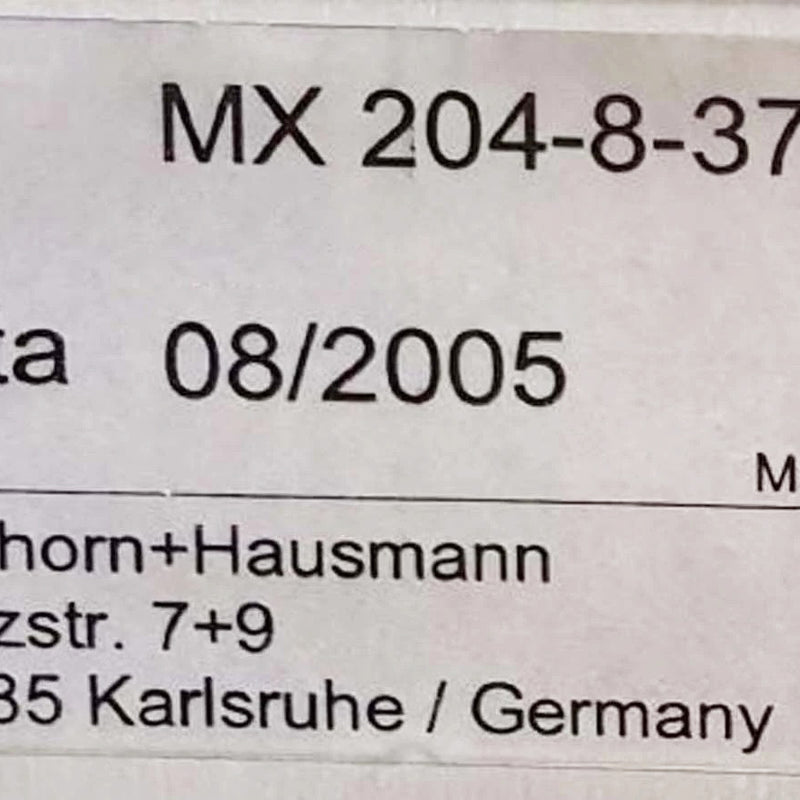 MX 204-8-37
ta 08/2005
M
horn+Hausmann
zstr. 7+9
35 Karlsruhe / Germany